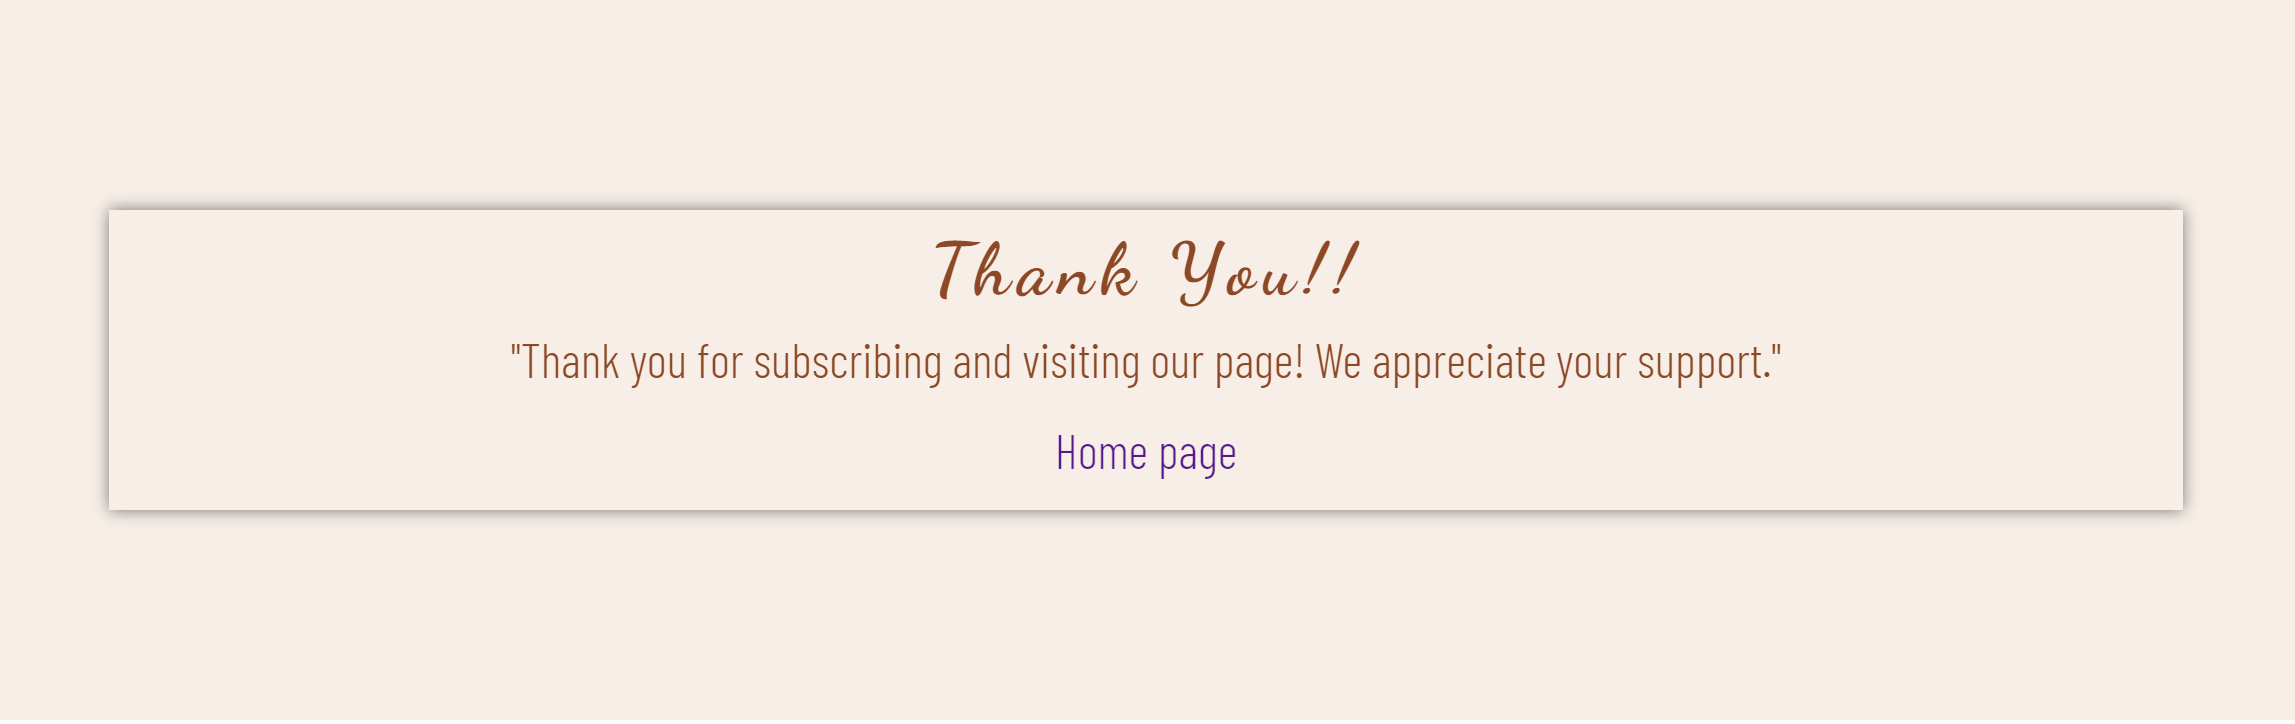 Thank You!!
"Thank you for subscribing and visiting our page! We appreciate your support."
Home page